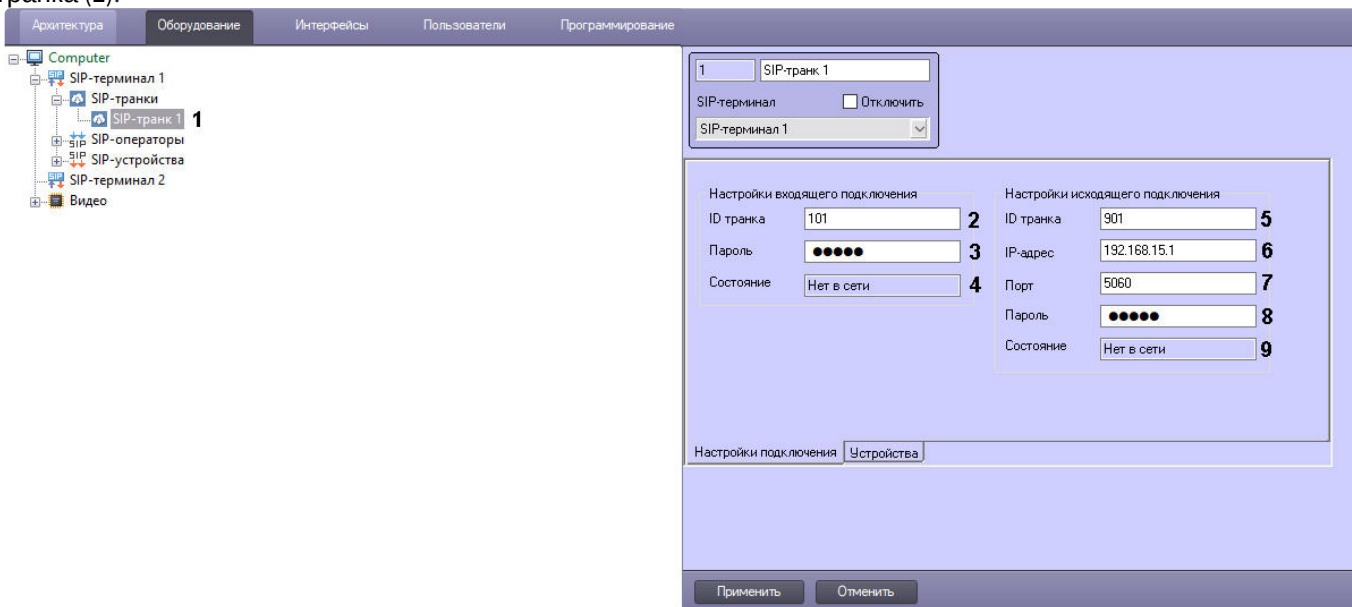 транка (2).
Архитектура Оборудование Интерфейсы Пользователи Программирование
Computer
SIP-терминал 1
SIP-транки
SIP-транк 1 1
SIP-операторы
SIP-устройства
SIP-терминал 2
Видео
1 SIP-транк 1
SIP-терминал Отключить
SIP-терминал 1
Настройки входящего подключения
ID транка 101 2
Пароль ●●●●● 3
Состояние Нет в сети 4
Настройки исходящего подключения
ID транка 901 5
IP-адрес 192.168.15.1 6
Порт 5060 7
Пароль ●●●●● 8
Состояние Нет в сети 9
Настройки подключения Устройства
Применить Отменить